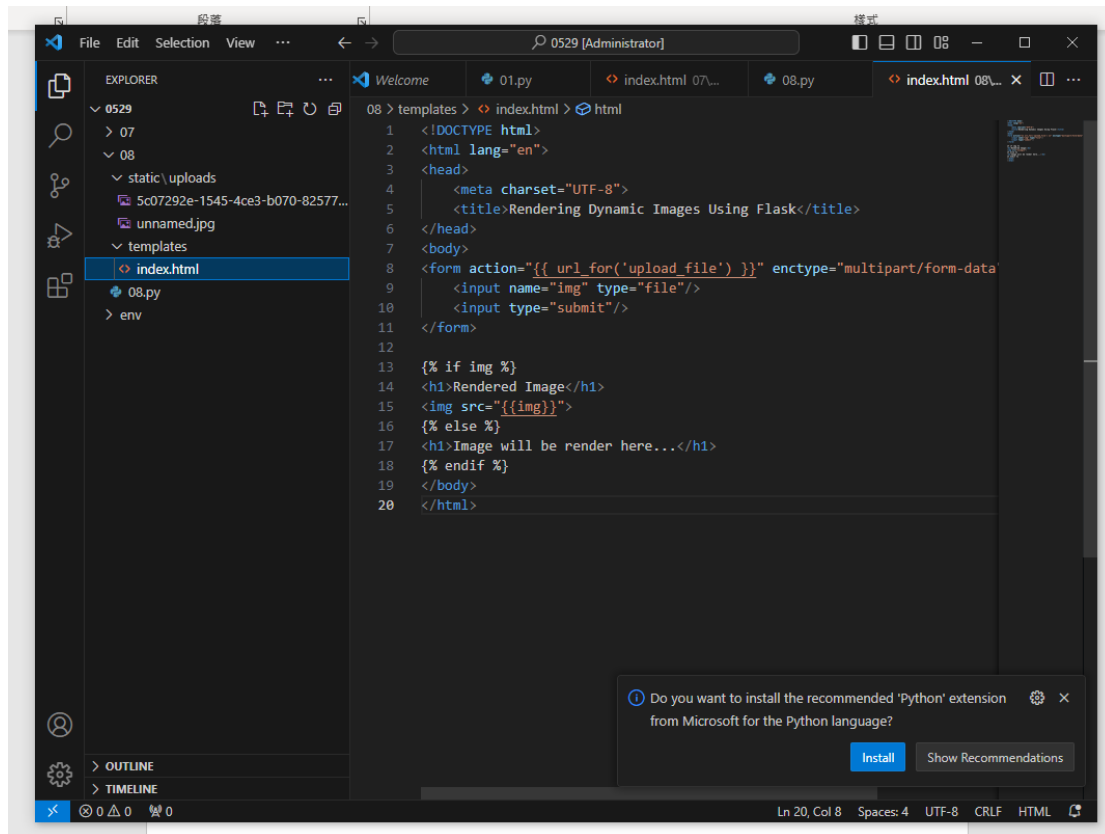 段落 樣式
File Edit Selection View ··· 0529 [Administrator]
EXPLORER ···
0529
07
08
static\uploads
5c07292e-1545-4ce3-b070-82577...
unnamed.jpg
templates
index.html
08.py
env
OUTLINE
TIMELINE
Welcome 01.py index.html 07\... 08.py index.html 08\... ···
08 > templates > index.html > html
1 <!DOCTYPE html>
2 <html lang="en">
3 <head>
4 <meta charset="UTF-8">
5 <title>Rendering Dynamic Images Using Flask</title>
6 </head>
7 <body>
8 <form action="{{ url_for('upload_file') }}" enctype="multipart/form-data"
9 <input name="img" type="file"/>
10 <input type="submit"/>
11 </form>
12
13 {% if img %}
14 <h1>Rendered Image</h1>
15 <img src="{{img}}">
16 {% else %}
17 <h1>Image will be render here...</h1>
18 {% endif %}
19 </body>
20 </html>
Do you want to install the recommended 'Python' extension
from Microsoft for the Python language?
Install Show Recommendations
0 0 0 Ln 20, Col 8 Spaces: 4 UTF-8 CRLF HTML